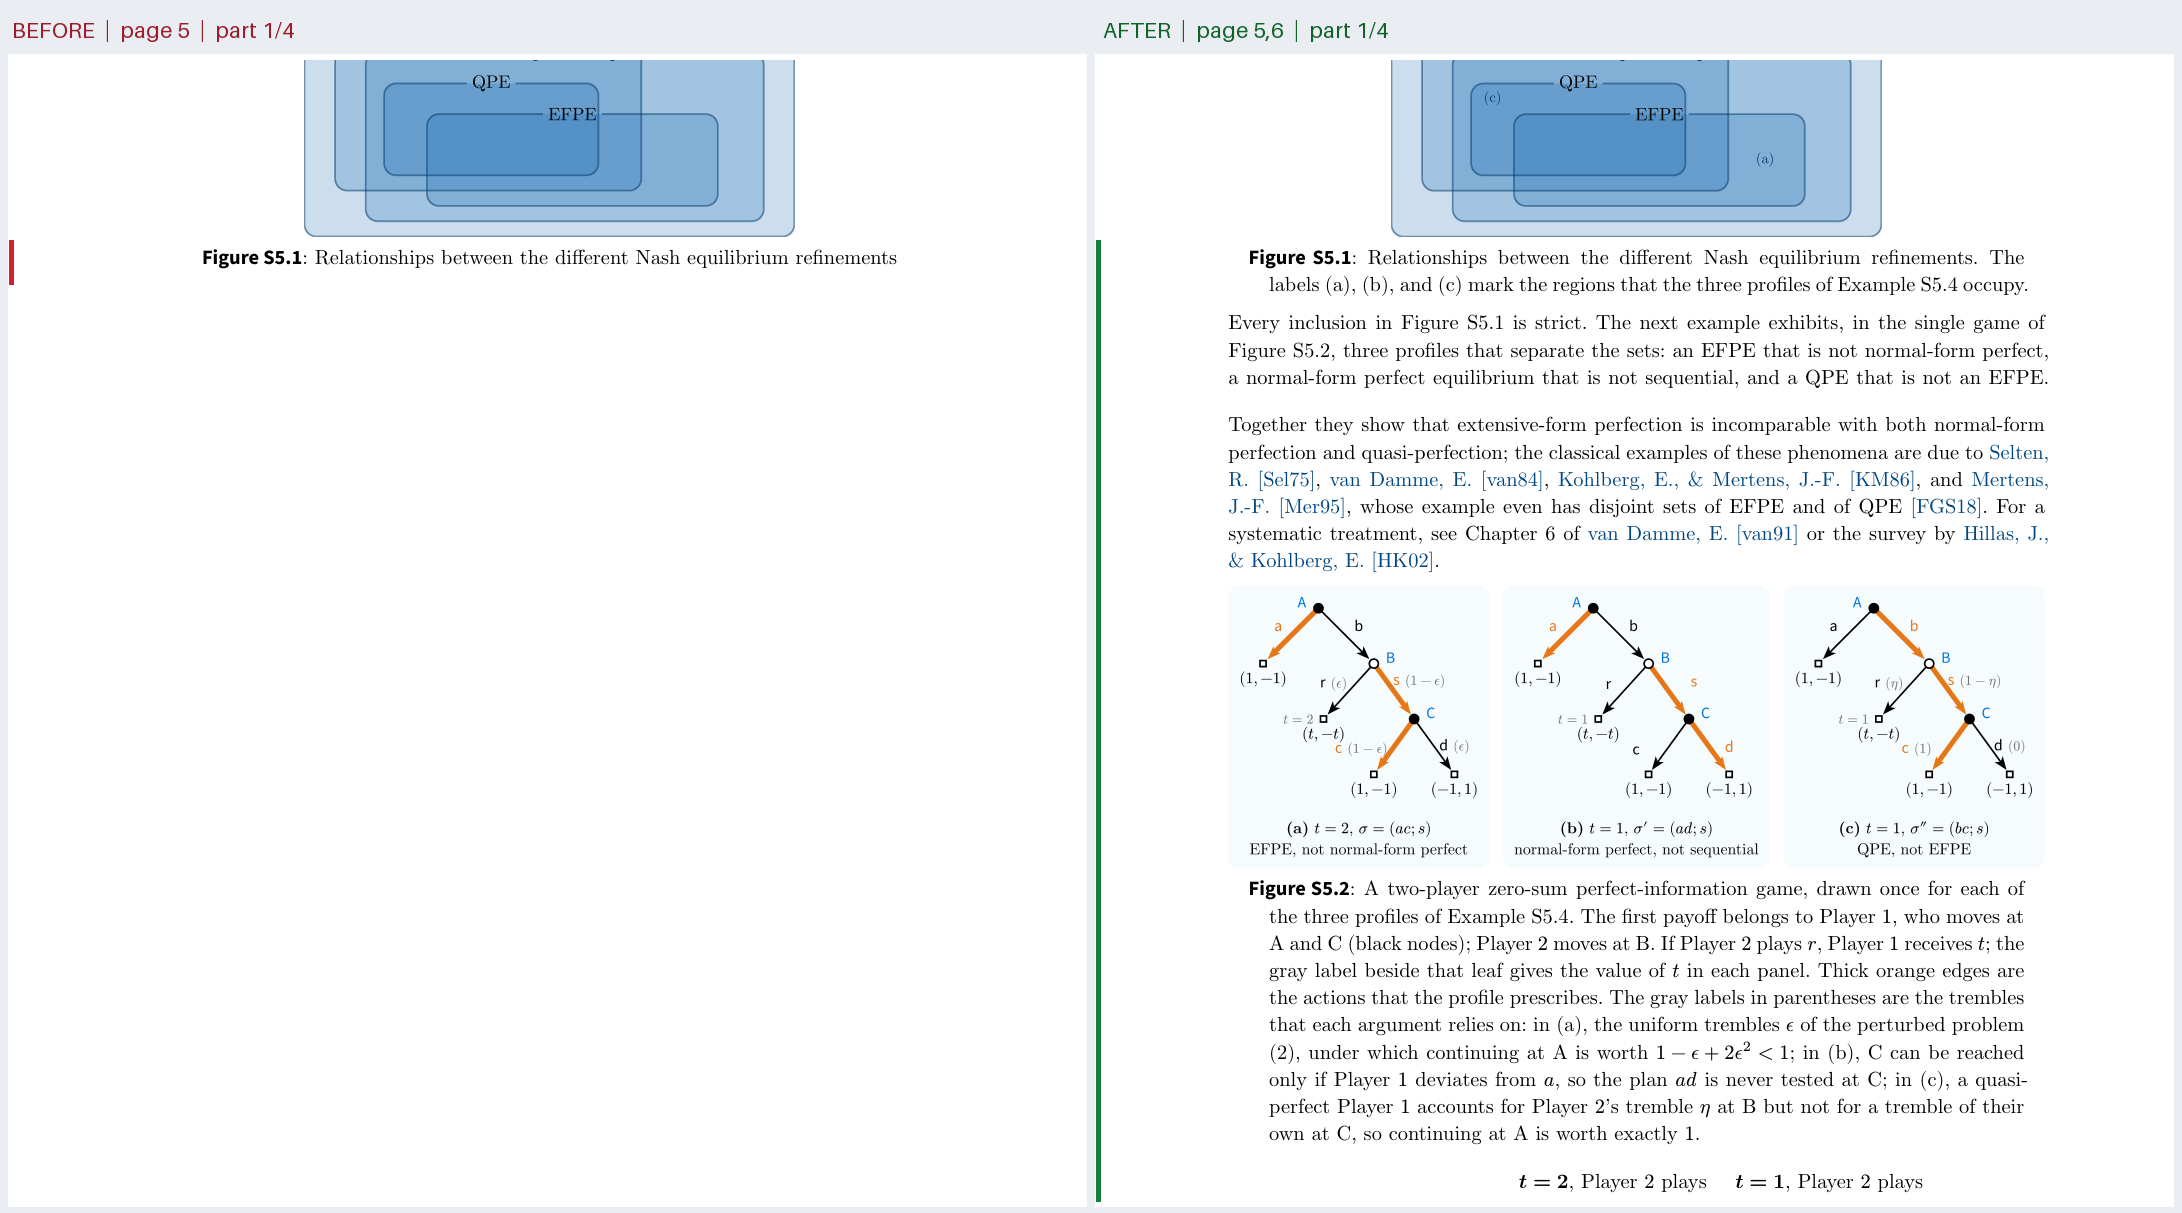 BEFORE | page 5 | part 1/4
QPE
EFPE
Figure S5.1: Relationships between the different Nash equilibrium refinements
AFTER | page 5,6 | part 1/4
QPE
(c)
EFPE
(a)
Figure S5.1: Relationships between the different Nash equilibrium refinements. The
labels (a), (b), and (c) mark the regions that the three profiles of Example S5.4 occupy.
Every inclusion in Figure S5.1 is strict. The next example exhibits, in the single game of
Figure S5.2, three profiles that separate the sets: an EFPE that is not normal-form perfect,
a normal-form perfect equilibrium that is not sequential, and a QPE that is not an EFPE.
Together they show that extensive-form perfection is incomparable with both normal-form
perfection and quasi-perfection; the classical examples of these phenomena are due to Selten,
R. [Sel75], van Damme, E. [van84], Kohlberg, E., & Mertens, J.-F. [KM86], and Mertens,
J.-F. [Mer95], whose example even has disjoint sets of EFPE and of QPE [FGS18]. For a
systematic treatment, see Chapter 6 of van Damme, E. [van91] or the survey by Hillas, J.,
& Kohlberg, E. [HK02].
A
a
b
B
(1,−1)
r (ϵ)
s (1 − ϵ)
C
t = 2
(t,−t)
c (1 − ϵ)
d (ϵ)
(1,−1)
(−1,1)
(a) t = 2, σ = (ac; s)
EFPE, not normal-form perfect
A
a
b
B
(1,−1)
r
s
C
t = 1
(t,−t)
c
d
(1,−1)
(−1,1)
(b) t = 1, σ′ = (ad; s)
normal-form perfect, not sequential
A
a
b
B
(1,−1)
r (η)
s (1 − η)
C
t = 1
(t,−t)
c (1)
d (0)
(1,−1)
(−1,1)
(c) t = 1, σ″ = (bc; s)
QPE, not EFPE
Figure S5.2: A two-player zero-sum perfect-information game, drawn once for each of
the three profiles of Example S5.4. The first payoff belongs to Player 1, who moves at
A and C (black nodes); Player 2 moves at B. If Player 2 plays r, Player 1 receives t; the
gray label beside that leaf gives the value of t in each panel. Thick orange edges are
the actions that the profile prescribes. The gray labels in parentheses are the trembles
that each argument relies on: in (a), the uniform trembles ϵ of the perturbed problem
(2), under which continuing at A is worth 1 − ϵ + 2ϵ² < 1; in (b), C can be reached
only if Player 1 deviates from a, so the plan ad is never tested at C; in (c), a quasi-
perfect Player 1 accounts for Player 2's tremble η at B but not for a tremble of their
own at C, so continuing at A is worth exactly 1.
t = 2, Player 2 plays t = 1, Player 2 plays